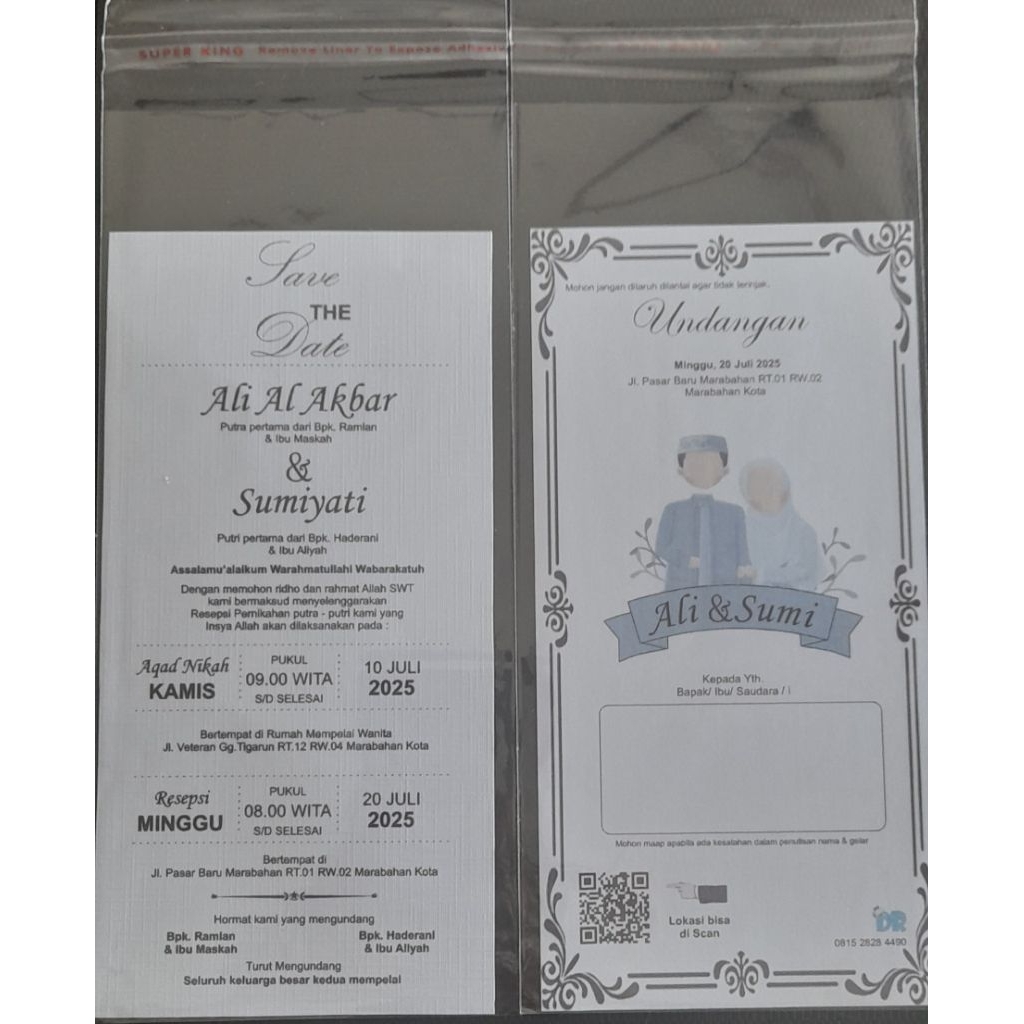 SUPER KING Remove Liner To Expose Adhesive
Save
THE
Date
Ali Al Akbar
Putra pertama dari Bpk. Ramlan
& Ibu Maskah
&
Sumiyati
Putri pertama dari Bpk. Haderani
& Ibu Aliyah
Assalamu'alaikum Warahmatullahi Wabarakatuh
Dengan memohon ridho dan rahmat Allah SWT
kami bermaksud menyelenggarakan
Resepsi Pernikahan putra - putri kami yang
Insya Allah akan dilaksanakan pada :
Aqad Nikah
KAMIS
PUKUL
09.00 WITA
S/D SELESAI
10 JULI
2025
Bertempat di Rumah Mempelai Wanita
Jl. Veteran Gg.Tigarun RT.12 RW.04 Marabahan Kota
Resepsi
MINGGU
PUKUL
08.00 WITA
S/D SELESAI
20 JULI
2025
Bertempat di
Jl. Pasar Baru Marabahan RT.01 RW.02 Marabahan Kota
Hormat kami yang mengundang
Bpk. Ramlan
& Ibu Maskah
Bpk. Haderani
& Ibu Aliyah
Turut Mengundang
Seluruh keluarga besar kedua mempelai
Mohon jangan ditaruh dilantai agar tidak terinjak.
Undangan
Minggu, 20 Juli 2025
Jl. Pasar Baru Marabahan RT.01 RW.02
Marabahan Kota
Ali & Sumi
Kepada Yth.
Bapak/ Ibu/ Saudara / i
Mohon maap apabila ada kesalahan dalam penulisan nama & gelar
Lokasi bisa
di Scan
DR
0815 2828 4490